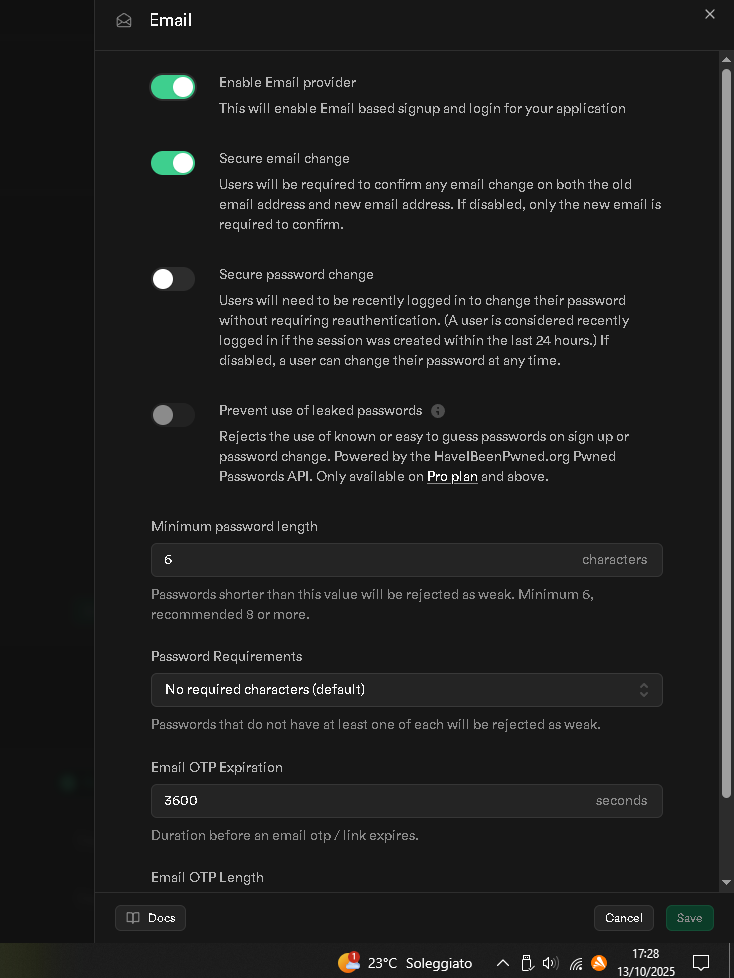 Email
Enable Email provider
This will enable Email based signup and login for your application
Secure email change
Users will be required to confirm any email change on both the old
email address and new email address. If disabled, only the new email is
required to confirm.
Secure password change
Users will need to be recently logged in to change their password
without requiring reauthentication. (A user is considered recently
logged in if the session was created within the last 24 hours.) If
disabled, a user can change their password at any time.
Prevent use of leaked passwords
Rejects the use of known or easy to guess passwords on sign up or
password change. Powered by the HaveIBeenPwned.org Pwned
Passwords API. Only available on Pro plan and above.
Minimum password length
6 characters
Passwords shorter than this value will be rejected as weak. Minimum 6,
recommended 8 or more.
Password Requirements
No required characters (default)
Passwords that do not have at least one of each will be rejected as weak.
Email OTP Expiration
3600 seconds
Duration before an email otp / link expires.
Email OTP Length
Docs
Cancel
Save
1
23°C Soleggiato
17:28
13/10/2025